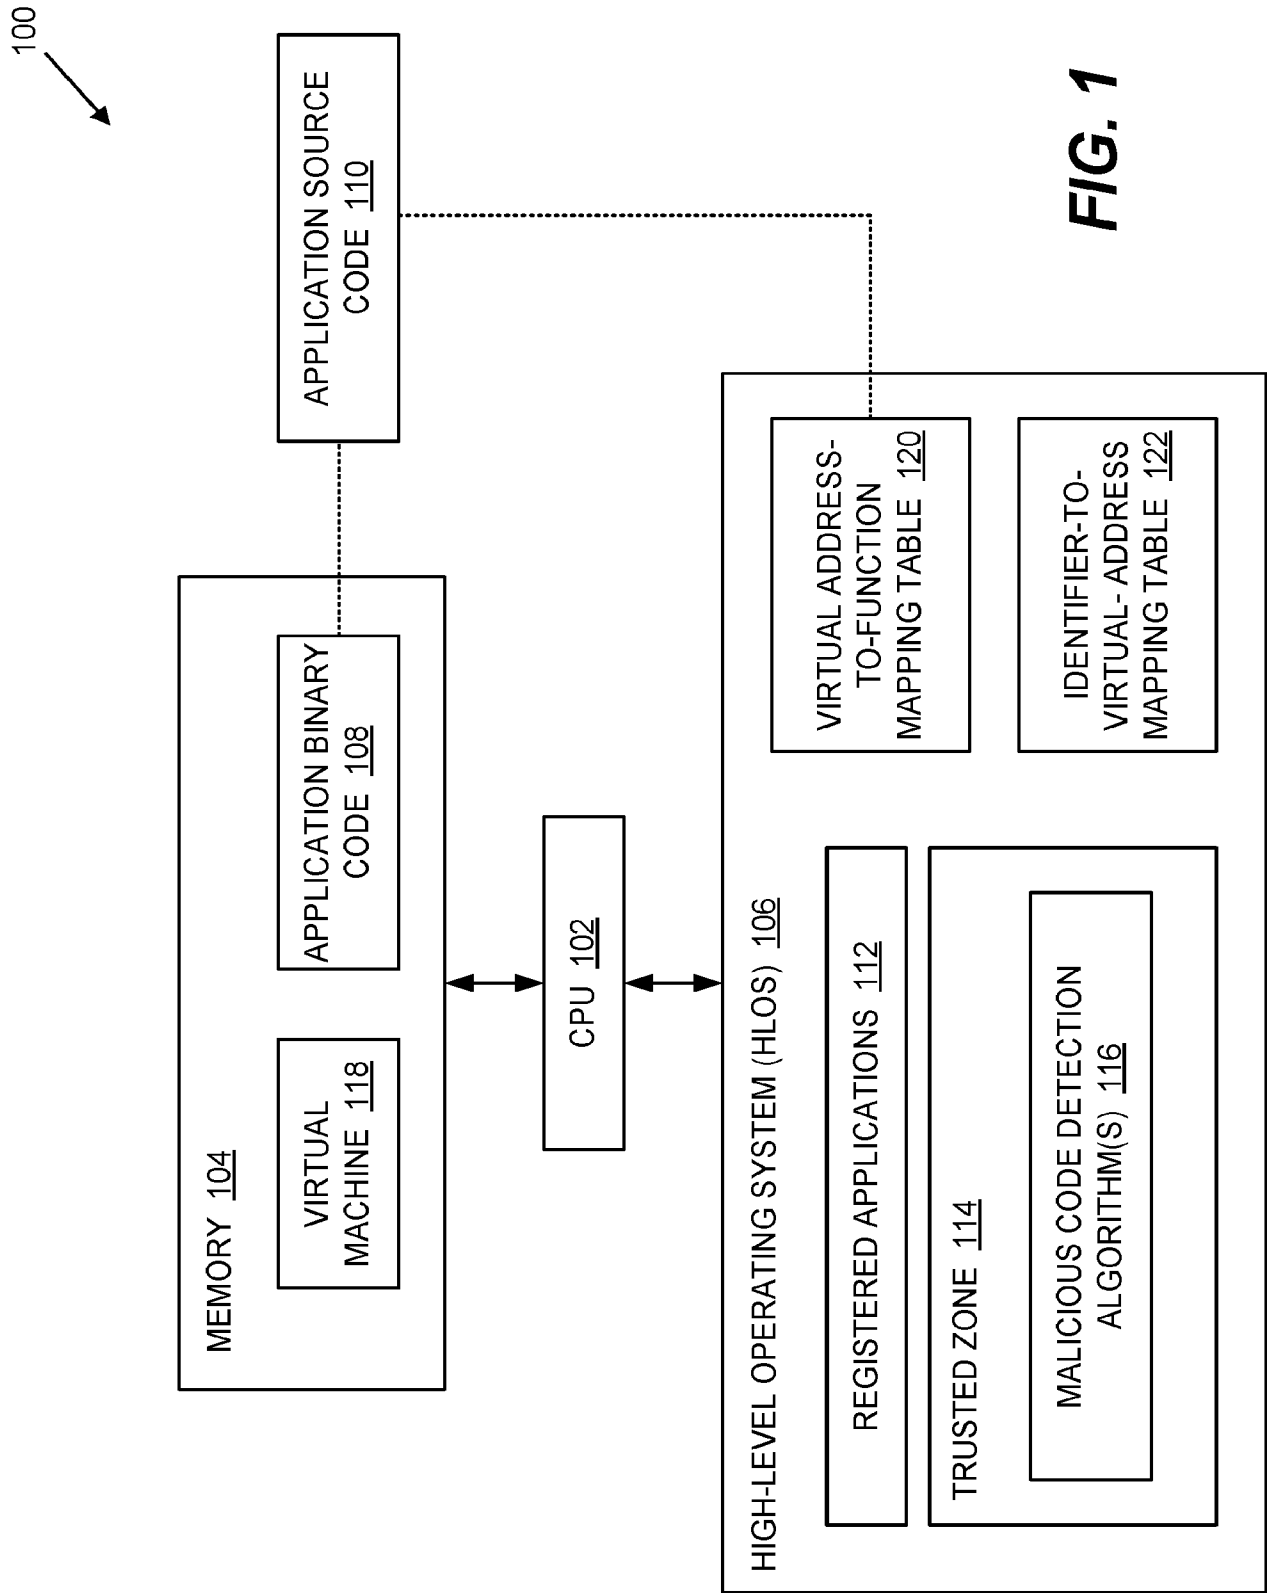 100
MEMORY 104
VIRTUAL
MACHINE 118
APPLICATION BINARY
CODE 108
APPLICATION SOURCE
CODE 110
CPU 102
HIGH-LEVEL OPERATING SYSTEM (HLOS) 106
REGISTERED APPLICATIONS 112
TRUSTED ZONE 114
MALICIOUS CODE DETECTION
ALGORITHM(S) 116
VIRTUAL ADDRESS-
TO-FUNCTION
MAPPING TABLE 120
IDENTIFIER-TO-
VIRTUAL- ADDRESS
MAPPING TABLE 122
FIG. 1